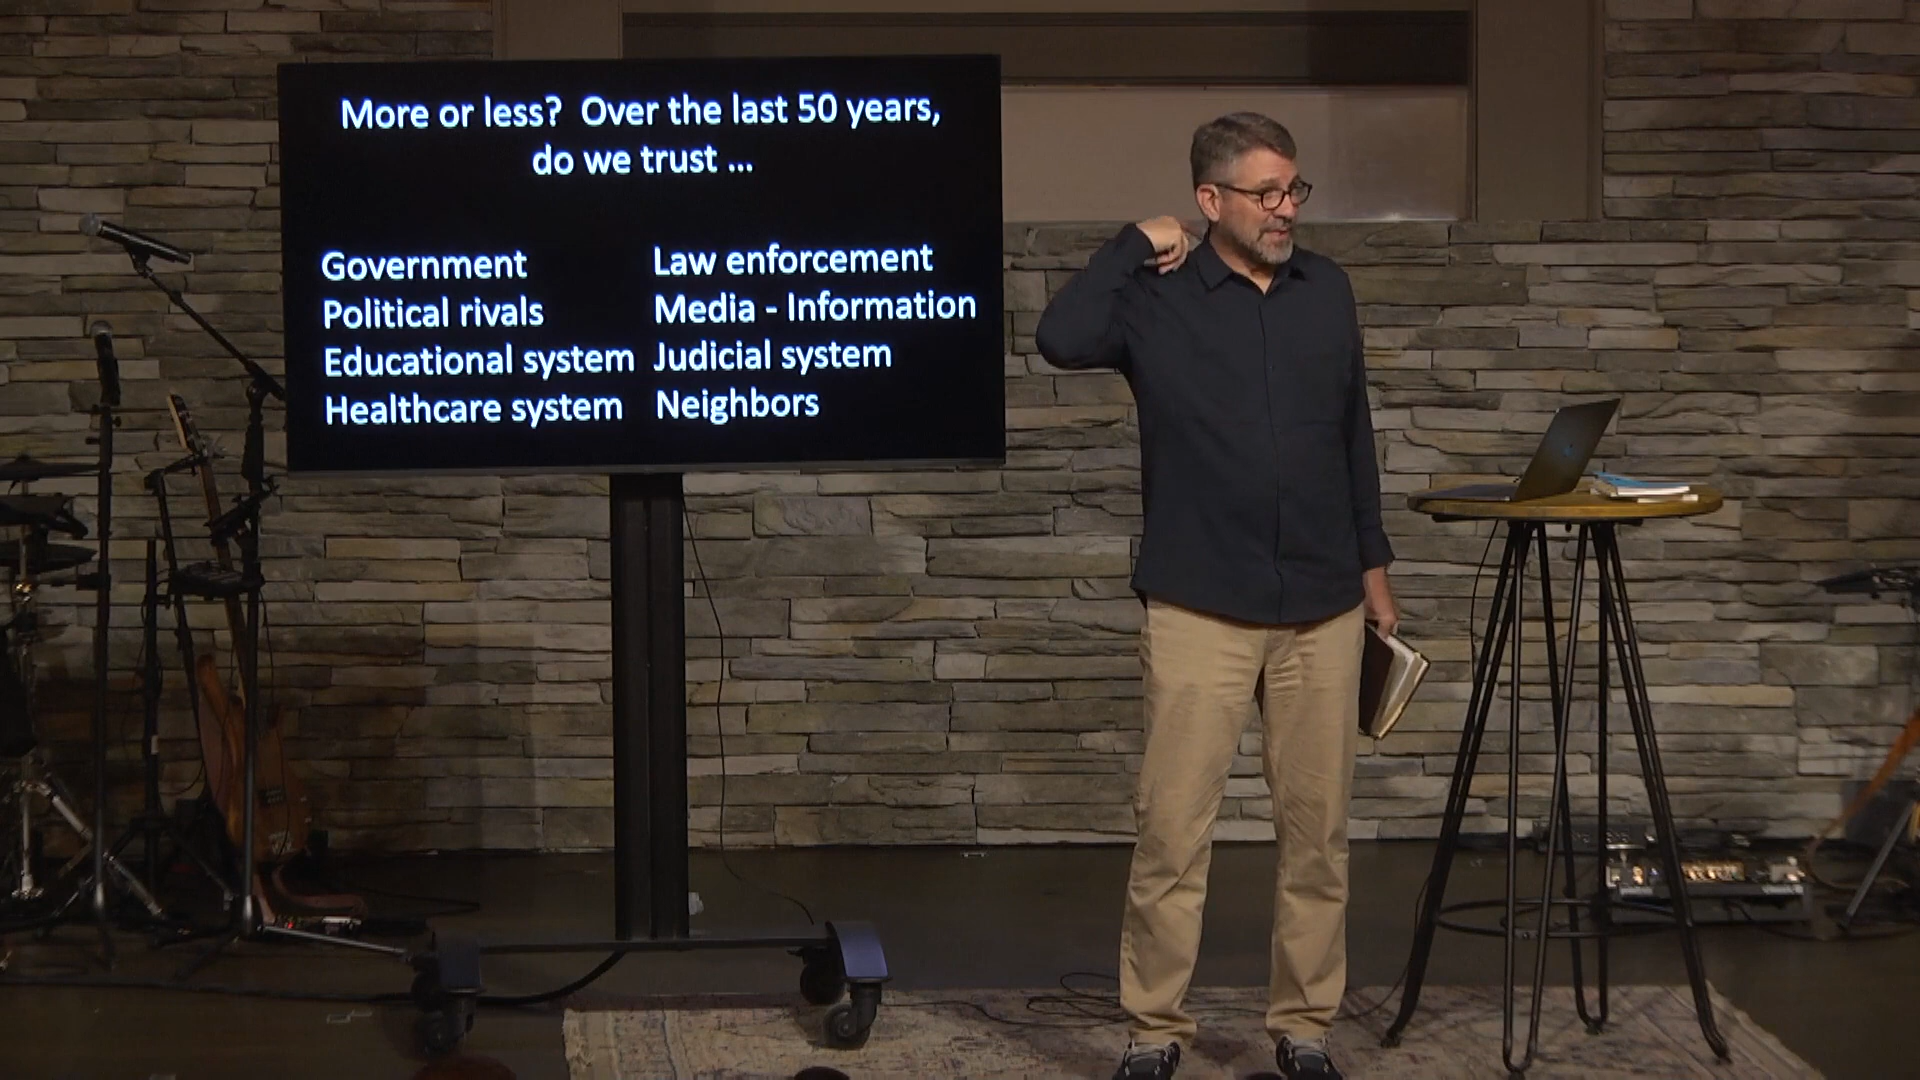 More or less?  Over the last 50 years,
do we trust ...
Government
Political rivals
Educational system
Healthcare system
Law enforcement
Media - Information
Judicial system
Neighbors